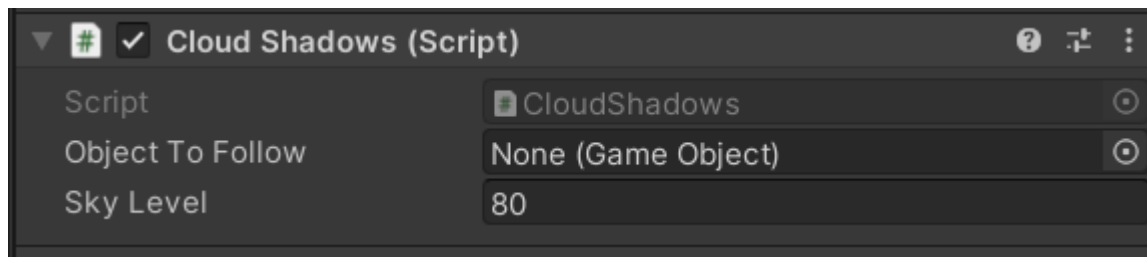 # Cloud Shadows (Script) ?
Script # CloudShadows
Object To Follow None (Game Object)
Sky Level 80